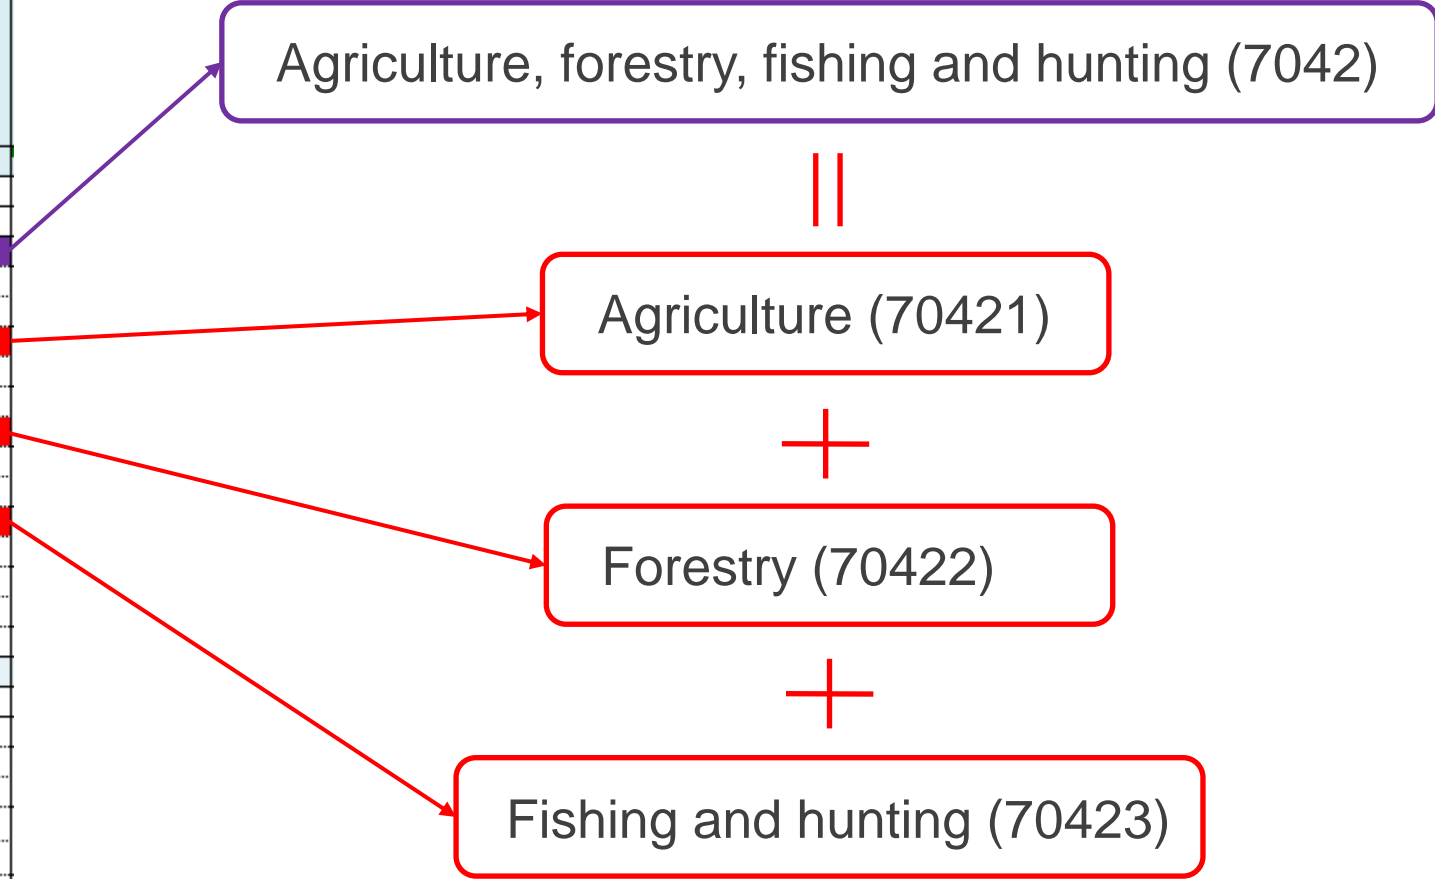 Agriculture, forestry, fishing and hunting (7042)
Agriculture (70421)
+
Forestry (70422)
+
Fishing and hunting (70423)